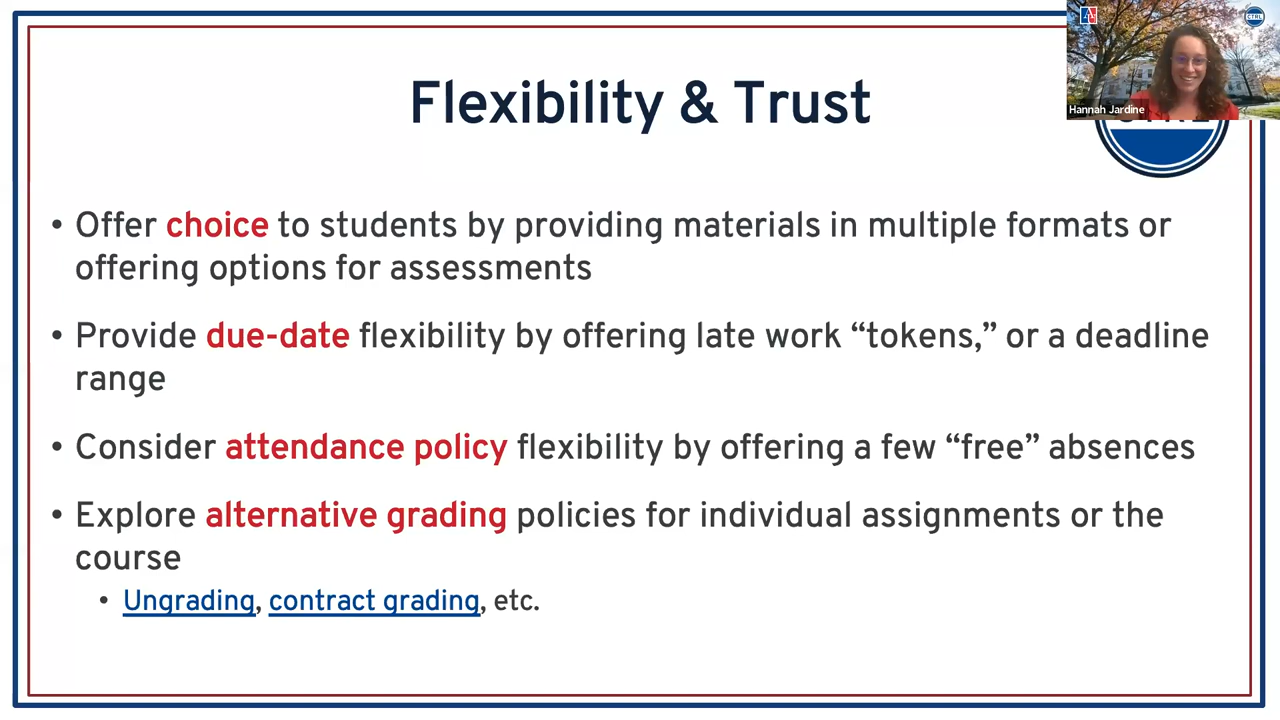 Flexibility & Trust
CTRL
Hannah Jardine
• Offer choice to students by providing materials in multiple formats or
offering options for assessments
• Provide due-date flexibility by offering late work “tokens,” or a deadline
range
• Consider attendance policy flexibility by offering a few “free” absences
• Explore alternative grading policies for individual assignments or the
course
• Ungrading, contract grading, etc.